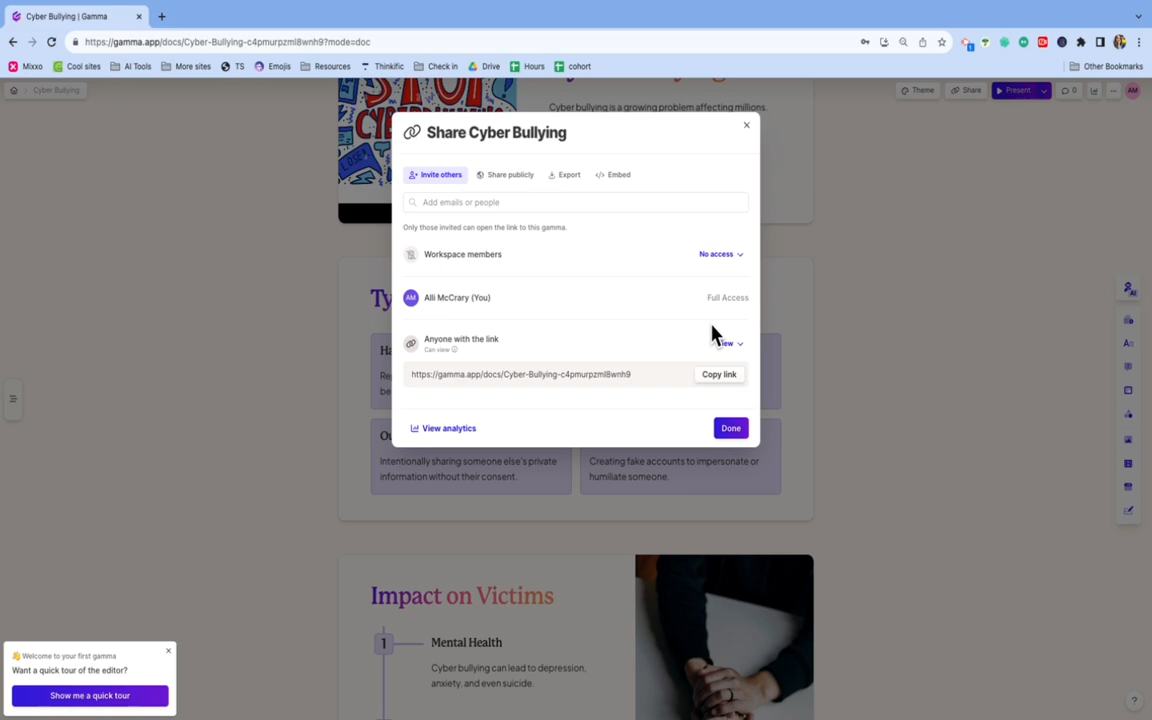 Cyber Bullying | Gamma
https://gamma.app/docs/Cyber-Bullying-c4pmurpzml8wnh9?mode=doc
Mixxo
Cool sites
AI Tools
More sites
TS
Emojis
Resources
Thinkific
Check in
Drive
Hours
cohort
Other Bookmarks
Cyber Bullying
Theme
Share
Present
0
AM
Cyber bullying is a growing problem affecting millions.
Share Cyber Bullying
Invite others
Share publicly
Export
Embed
Add emails or people
Only those invited can open the link to this gamma.
Workspace members
No access
AM
Alli McCrary (You)
Full Access
Anyone with the link
Can view
https://gamma.app/docs/Cyber-Bullying-c4pmurpzml8wnh9
Copy link
View analytics
Done
Intentionally sharing someone else's private
information without their consent.
Creating fake accounts to impersonate or
humiliate someone.
Impact on Victims
1
Mental Health
Cyber bullying can lead to depression,
anxiety, and even suicide.
👋 Welcome to your first gamma
Want a quick tour of the editor?
Show me a quick tour